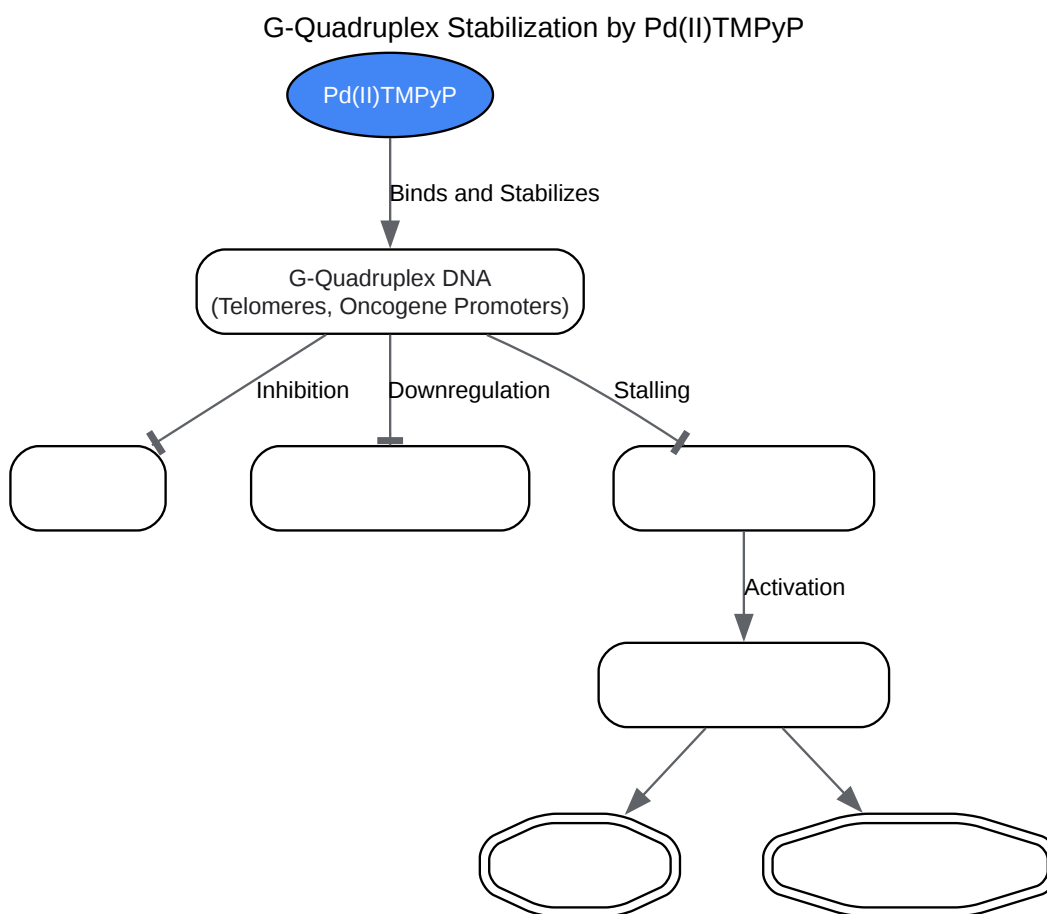 G-Quadruplex Stabilization by Pd(II)TMPyP
Pd(II)TMPyP
Binds and Stabilizes
G-Quadruplex DNA
(Telomeres, Oncogene Promoters)
Inhibition
Downregulation
Stalling
Activation